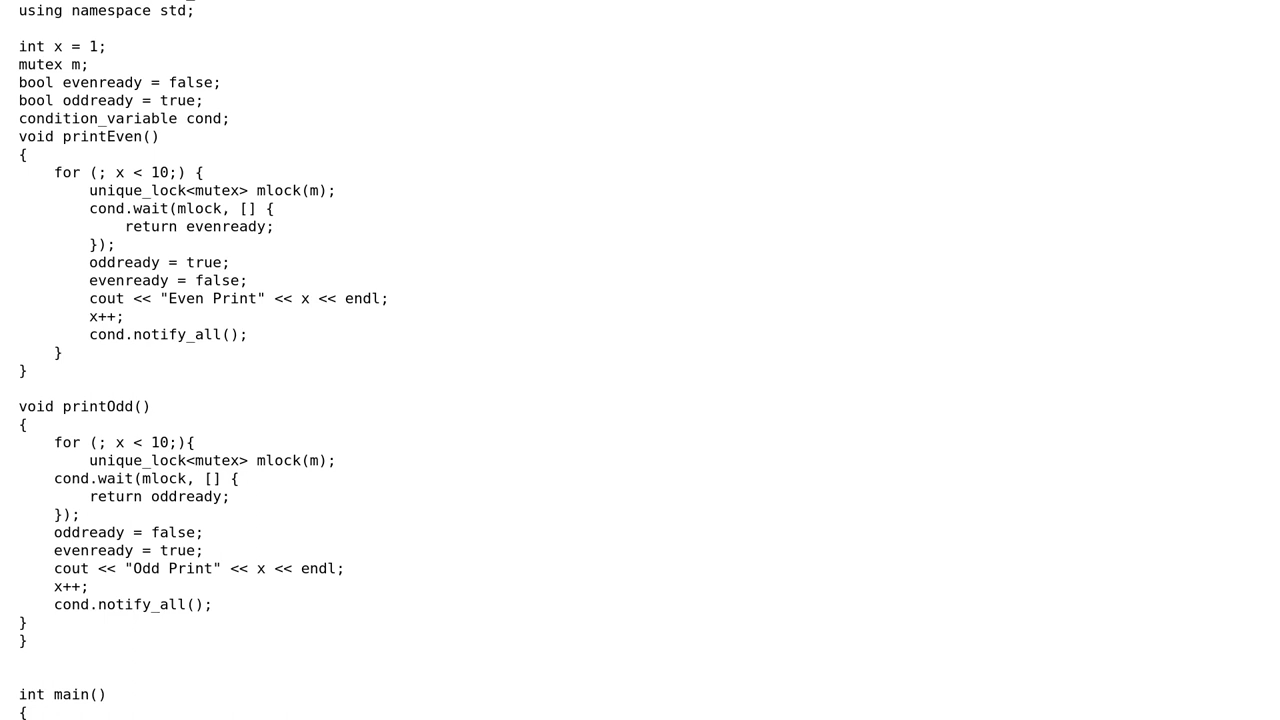 using namespace std;

int x = 1;
mutex m;
bool evenready = false;
bool oddready = true;
condition_variable cond;
void printEven()
{
    for (; x < 10;) {
        unique_lock<mutex> mlock(m);
        cond.wait(mlock, [] {
            return evenready;
        });
        oddready = true;
        evenready = false;
        cout << "Even Print" << x << endl;
        x++;
        cond.notify_all();
    }
}

void printOdd()
{
    for (; x < 10;){
        unique_lock<mutex> mlock(m);
    cond.wait(mlock, [] {
        return oddready;
    });
    oddready = false;
    evenready = true;
    cout << "Odd Print" << x << endl;
    x++;
    cond.notify_all();
}
}


int main()
{